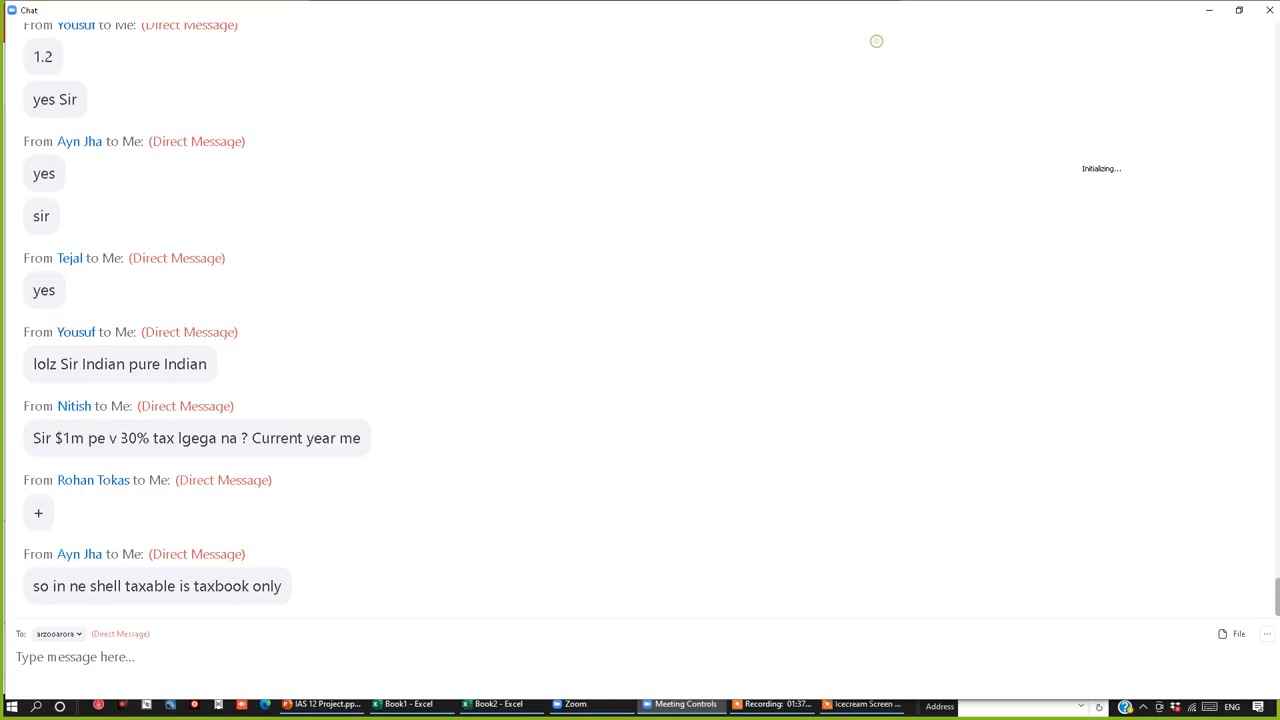 Chat
From Yousuf to Me: (Direct Message)
1.2
yes Sir
From Ayn Jha to Me: (Direct Message)
Initializing...
yes
sir
From Tejal to Me: (Direct Message)
yes
From Yousuf to Me: (Direct Message)
lolz Sir Indian pure Indian
From Nitish to Me: (Direct Message)
Sir $1m pe v 30% tax lgega na ? Current year me
From Rohan Tokas to Me: (Direct Message)
+
From Ayn Jha to Me: (Direct Message)
so in ne shell taxable is taxbook only
To: arzooarora (Direct Message) File
Type message here...
IAS 12 Project.pp... Book1 - Excel Book2 - Excel Zoom Meeting Controls Recording: 01:37... Icecream Screen ... Address ENG